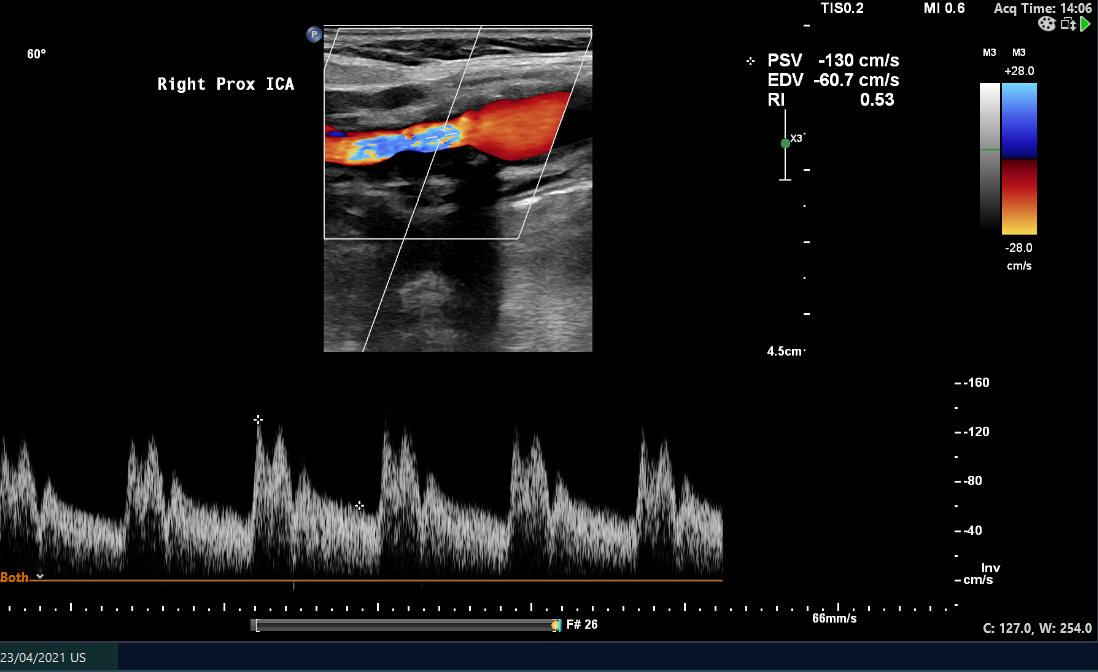 TIS0.2 MI 0.6 Acq Time: 14:06
P
60°
M3 M3
PSV -130 cm/s
+28.0
EDV -60.7 cm/s
Right Prox ICA
RI 0.53
X3
-28.0
cm/s
4.5cm
-160
-120
-80
-40
Inv
Both
cm/s
66mm/s
F# 26
C: 127.0, W: 254.0
23/04/2021 US